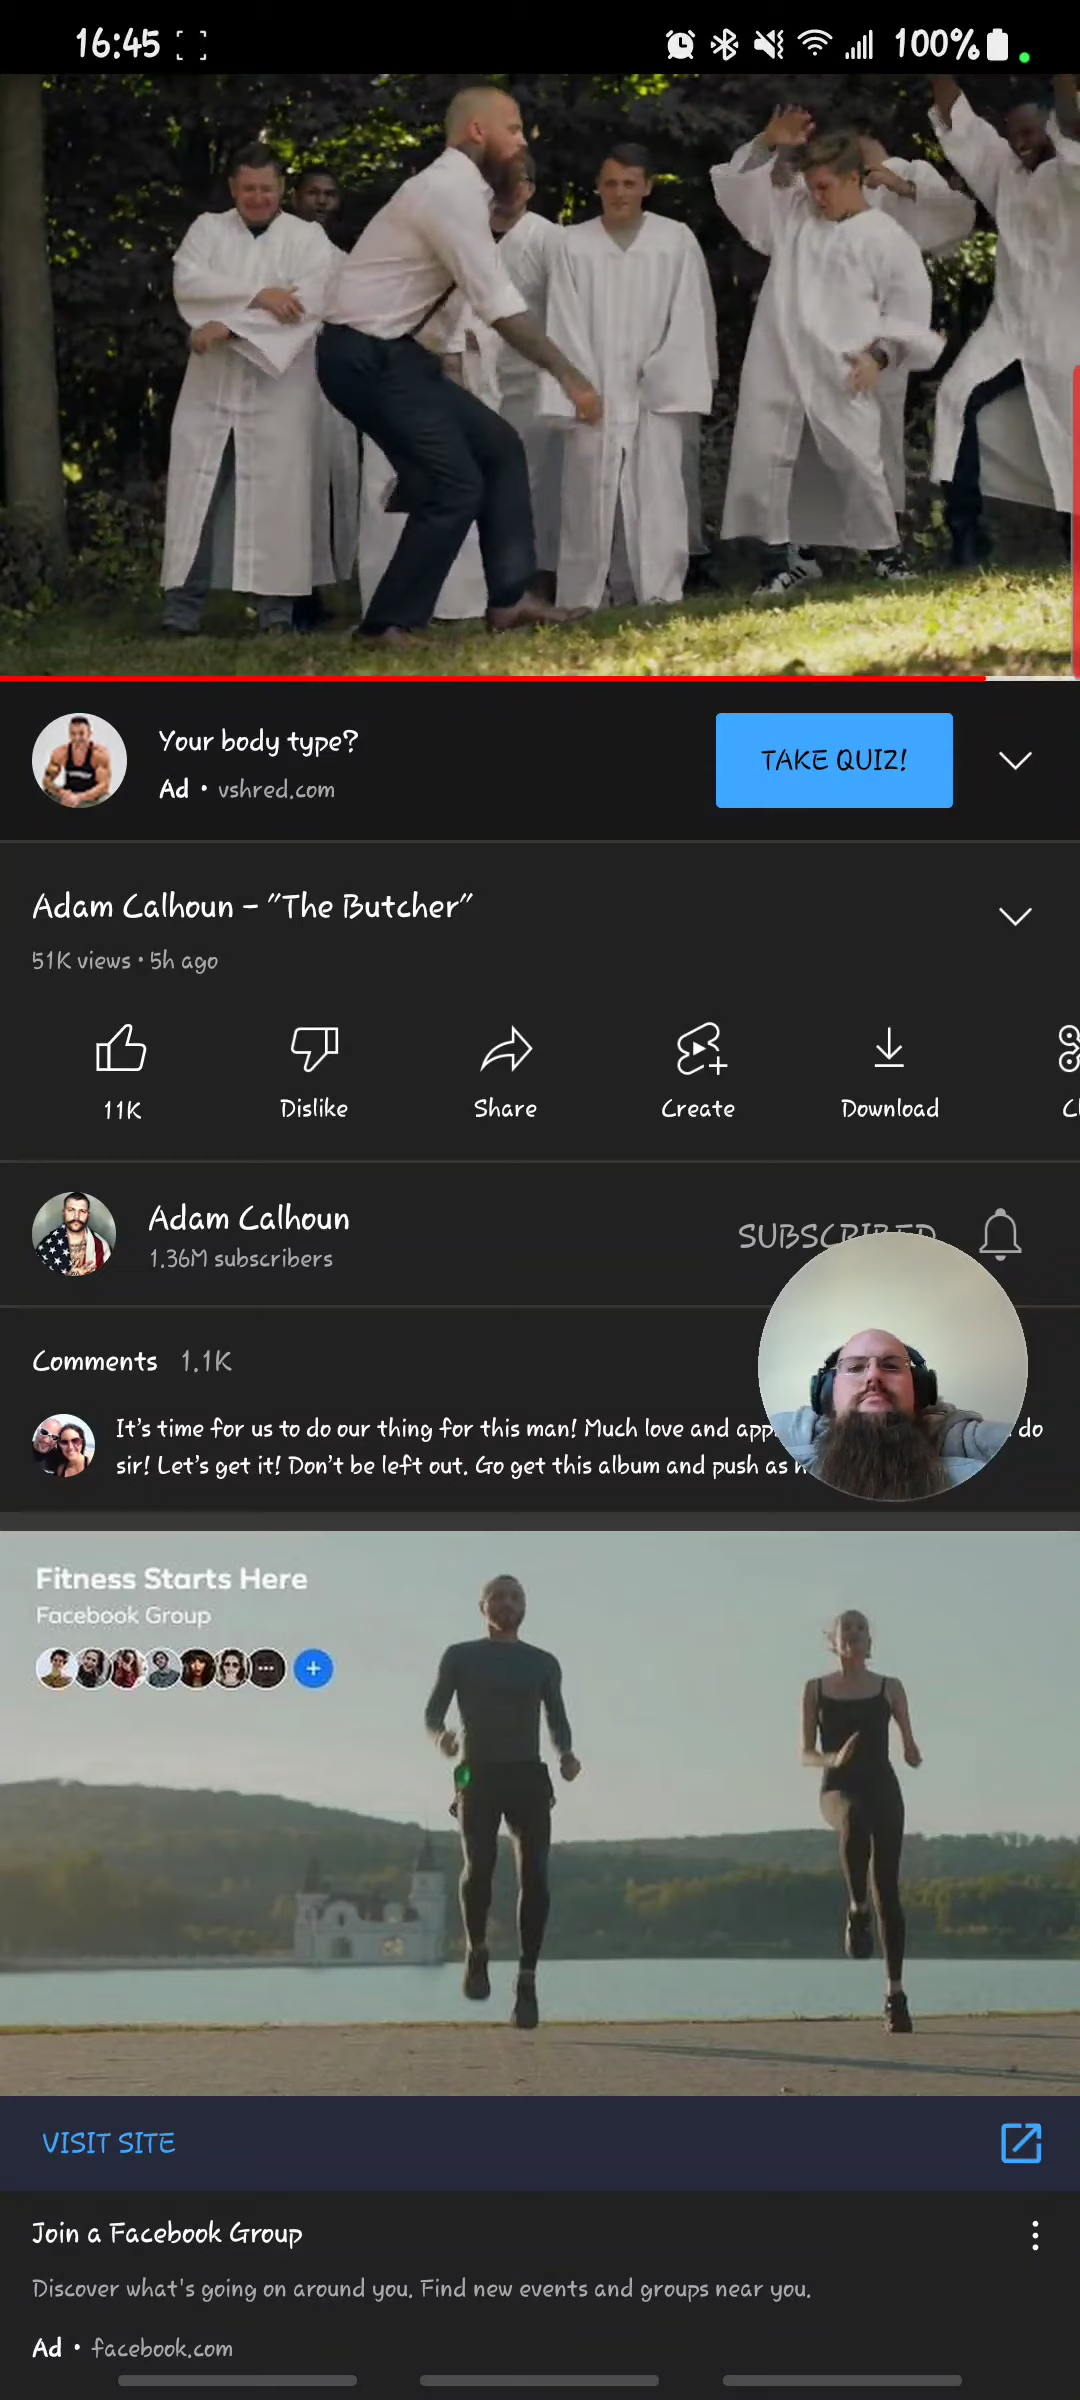 16:45
100%
Your body type?
Ad • vshred.com
TAKE QUIZ!
Adam Calhoun - "The Butcher"
51K views • 5h ago
11K
Dislike
Share
Create
Download
Adam Calhoun
1.36M subscribers
SUBSCRIBED
Comments 1.1K
It's time for us to do our thing for this man! Much love and do
sir! Let's get it! Don't be left out. Go get this album and push as
Fitness Starts Here
Facebook Group
VISIT SITE
Join a Facebook Group
Discover what's going on around you. Find new events and groups near you.
Ad • facebook.com